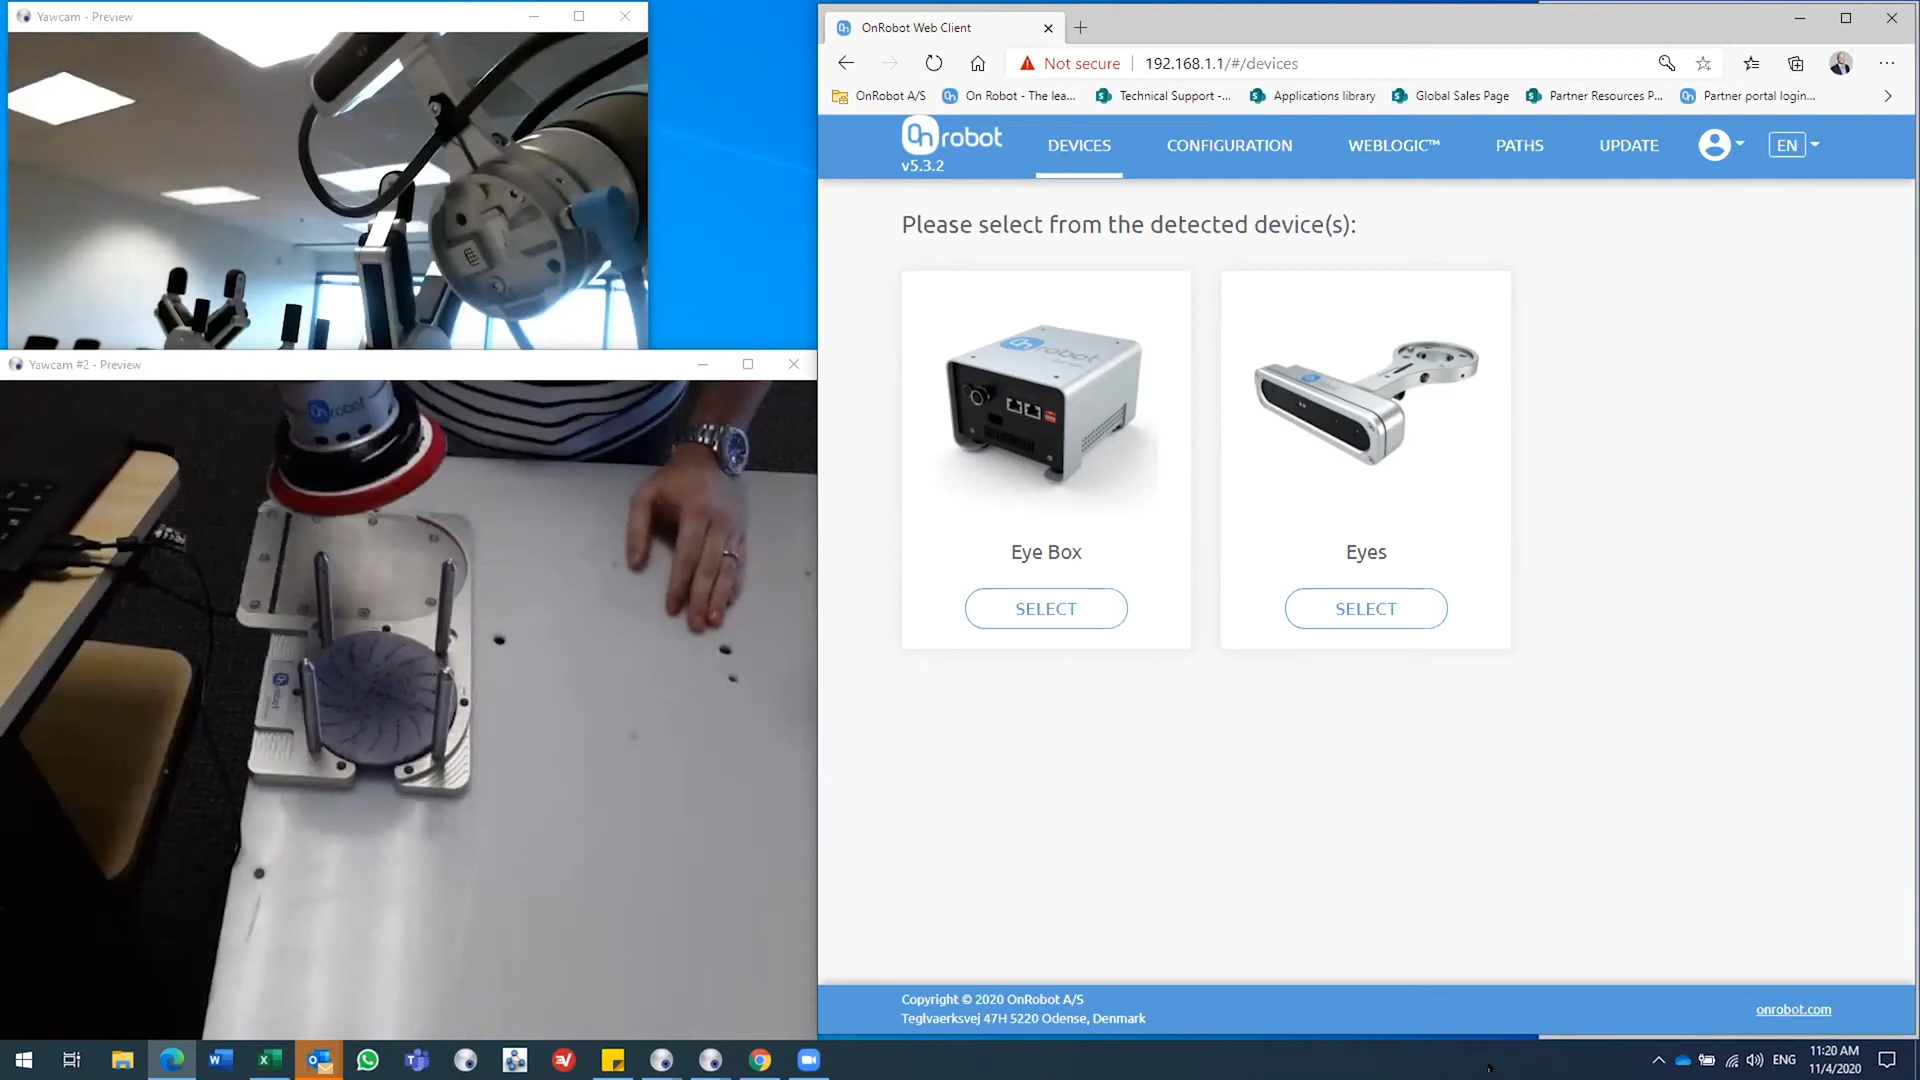 Yawcam - Preview
Yawcam #2 - Preview
OnRobot
OnRobot Web Client
Not secure
192.168.1.1/#/devices
OnRobot A/S
On Robot - The lea...
Technical Support -...
Applications library
Global Sales Page
Partner Resources P...
Partner portal login...
OnRobot
v5.3.2
DEVICES
CONFIGURATION
WEBLOGIC™
PATHS
UPDATE
EN
Please select from the detected device(s):
OnRobot
Eye Box
SELECT
Eyes
SELECT
Copyright © 2020 OnRobot A/S
Teglvaerksvej 47H 5220 Odense, Denmark
onrobot.com
ENG
11:20 AM
11/4/2020